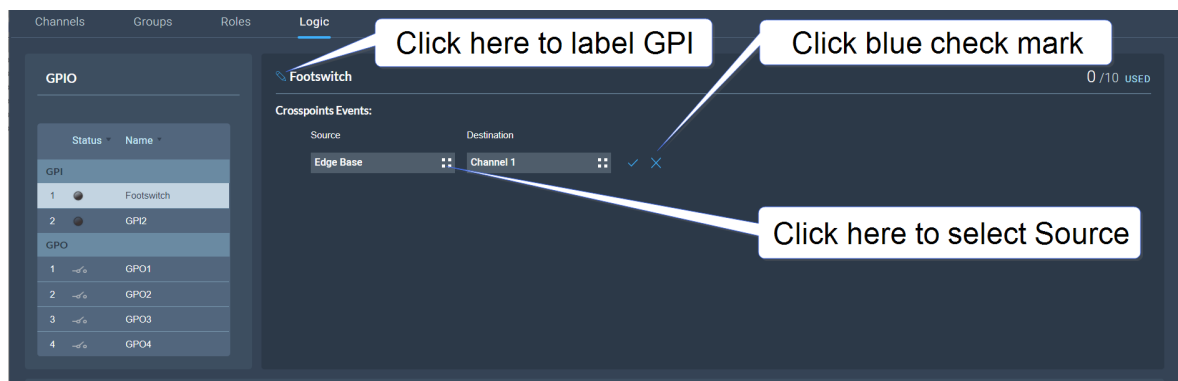 Channels Groups Roles Logic
Click here to label GPI
Click blue check mark
GPIO
Footswitch
0/10 USED
Crosspoints Events:
Source Destination
Edge Base Channel 1
Status Name
GPI
1 Footswitch
2 GPI2
GPO
1 GPO1
2 GPO2
3 GPO3
4 GPO4
Click here to select Source